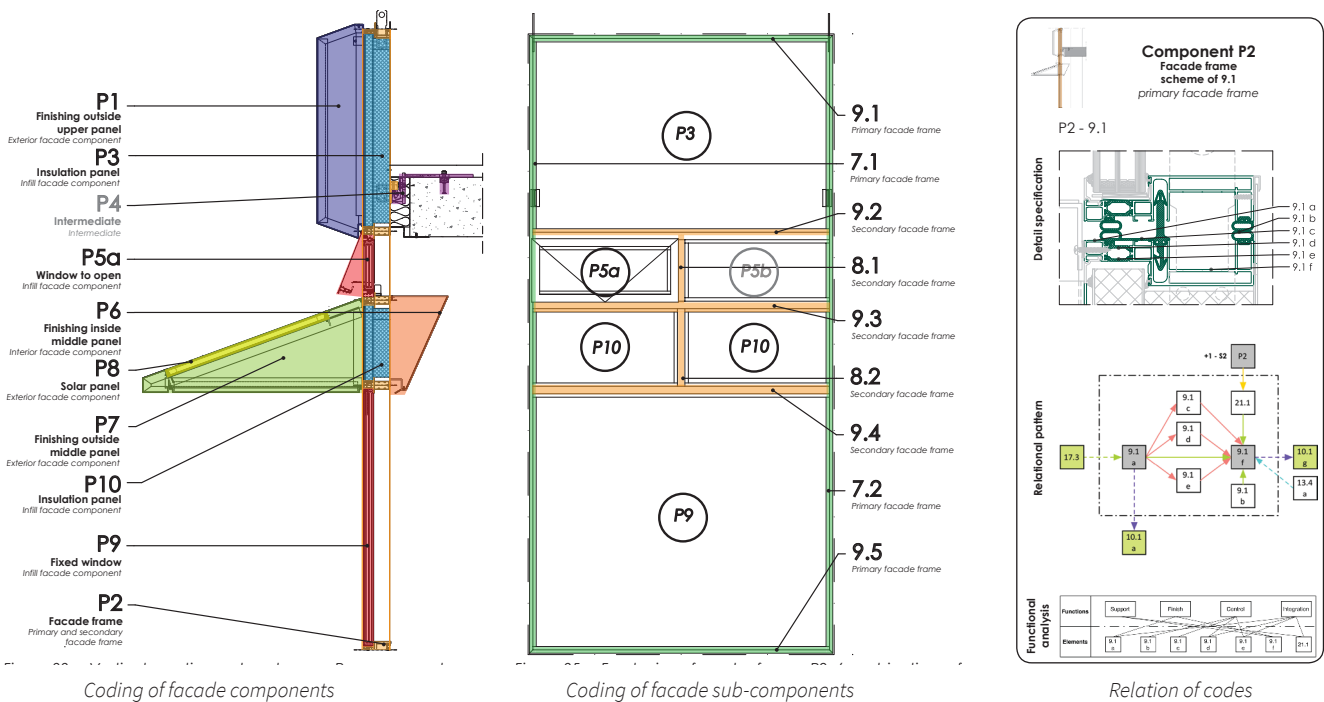 P1
Finishing outside
upper panel
Exterior facade component
P3
Insulation panel
Infill facade component
P4
Intermediate
Intermediate
P5a
Window to open
Infill facade component
P6
Finishing inside
middle panel
Interior facade component
P8
Solar panel
Exterior facade component
P7
Finishing outside
middle panel
Exterior facade component
P10
Insulation panel
Infill facade component
P9
Fixed window
Infill facade component
P2
Facade frame
Primary and secondary
facade frame
Coding of facade components
P3
P5a
P5b
P10
P10
P9
9.1
Primary facade frame
7.1
Primary facade frame
9.2
Secondary facade frame
8.1
Secondary facade frame
9.3
Secondary facade frame
8.2
Secondary facade frame
9.4
Secondary facade frame
7.2
Primary facade frame
9.5
Primary facade frame
Coding of facade sub-components
Component P2
Facade frame
scheme of 9.1
primary facade frame
P2 - 9.1
Detail specification
9.1 a
9.1 b
9.1 c
9.1 d
9.1 e
9.1 f
Relational pattern
+1 - S2
P2
21.1
9.1
c
9.1
d
9.1
e
17.3
9.1
a
9.1
f
9.1
b
10.1
g
13.4
a
10.1
a
Functional
analysis
Functions
Support
Finish
Control
Integration
Elements
9.1
a
9.1
b
9.1
c
9.1
d
9.1
e
9.1
f
21.1
Relation of codes